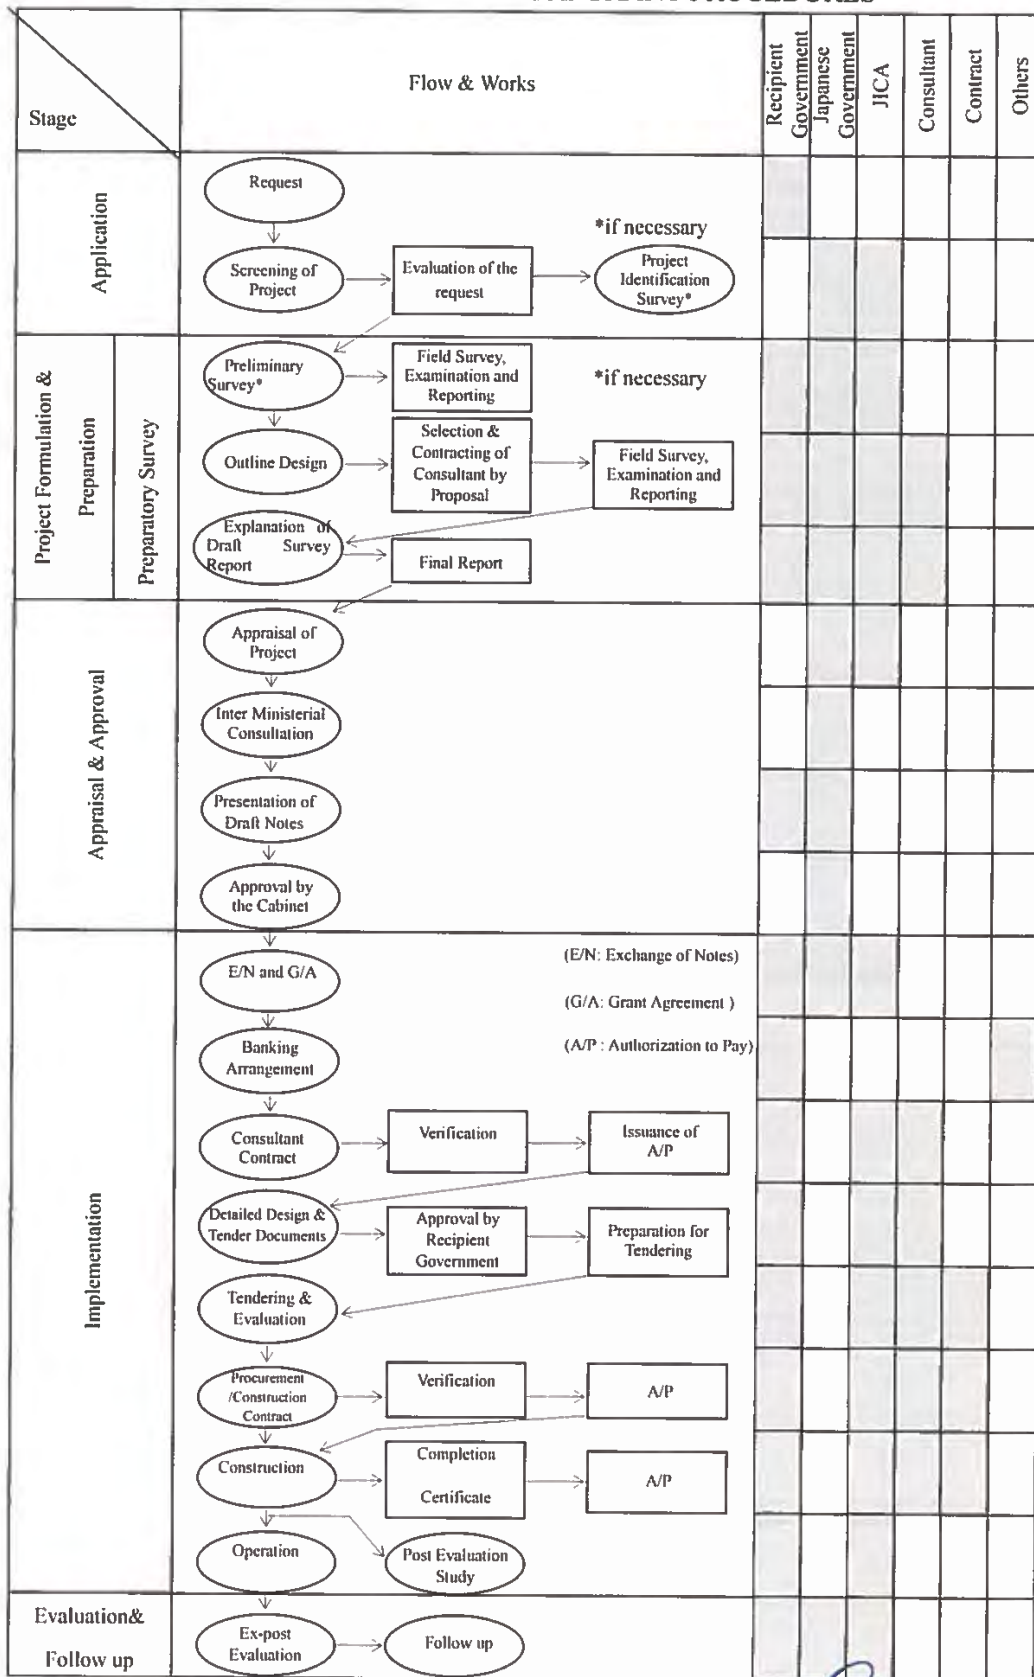 Stage
Flow & Works
Recipient
Government
Japanese
Government
JICA
Consultant
Contract
Others
Application
Request
*if necessary
Screening of
Project
Evaluation of the
request
Project
Identification
Survey*
Project Formulation &
Preparation
Preparatory Survey
Preliminary
Survey*
Field Survey,
Examination and
Reporting
*if necessary
Outline Design
Selection &
Contracting of
Consultant by
Proposal
Field Survey,
Examination and
Reporting
Explanation of
Draft Survey
Report
Final Report
Appraisal & Approval
Appraisal of
Project
Inter Ministerial
Consultation
Presentation of
Draft Notes
Approval by
the Cabinet
Implementation
E/N and G/A
(E/N: Exchange of Notes)
(G/A: Grant Agreement )
(A/P : Authorization to Pay)
Banking
Arrangement
Consultant
Contract
Verification
Issuance of
A/P
Detailed Design &
Tender Documents
Approval by
Recipient
Government
Preparation for
Tendering
Tendering &
Evaluation
Procurement
/Construction
Contract
Verification
A/P
Construction
Completion
Certificate
A/P
Operation
Post Evaluation
Study
Evaluation&
Follow up
Ex-post
Evaluation
Follow up